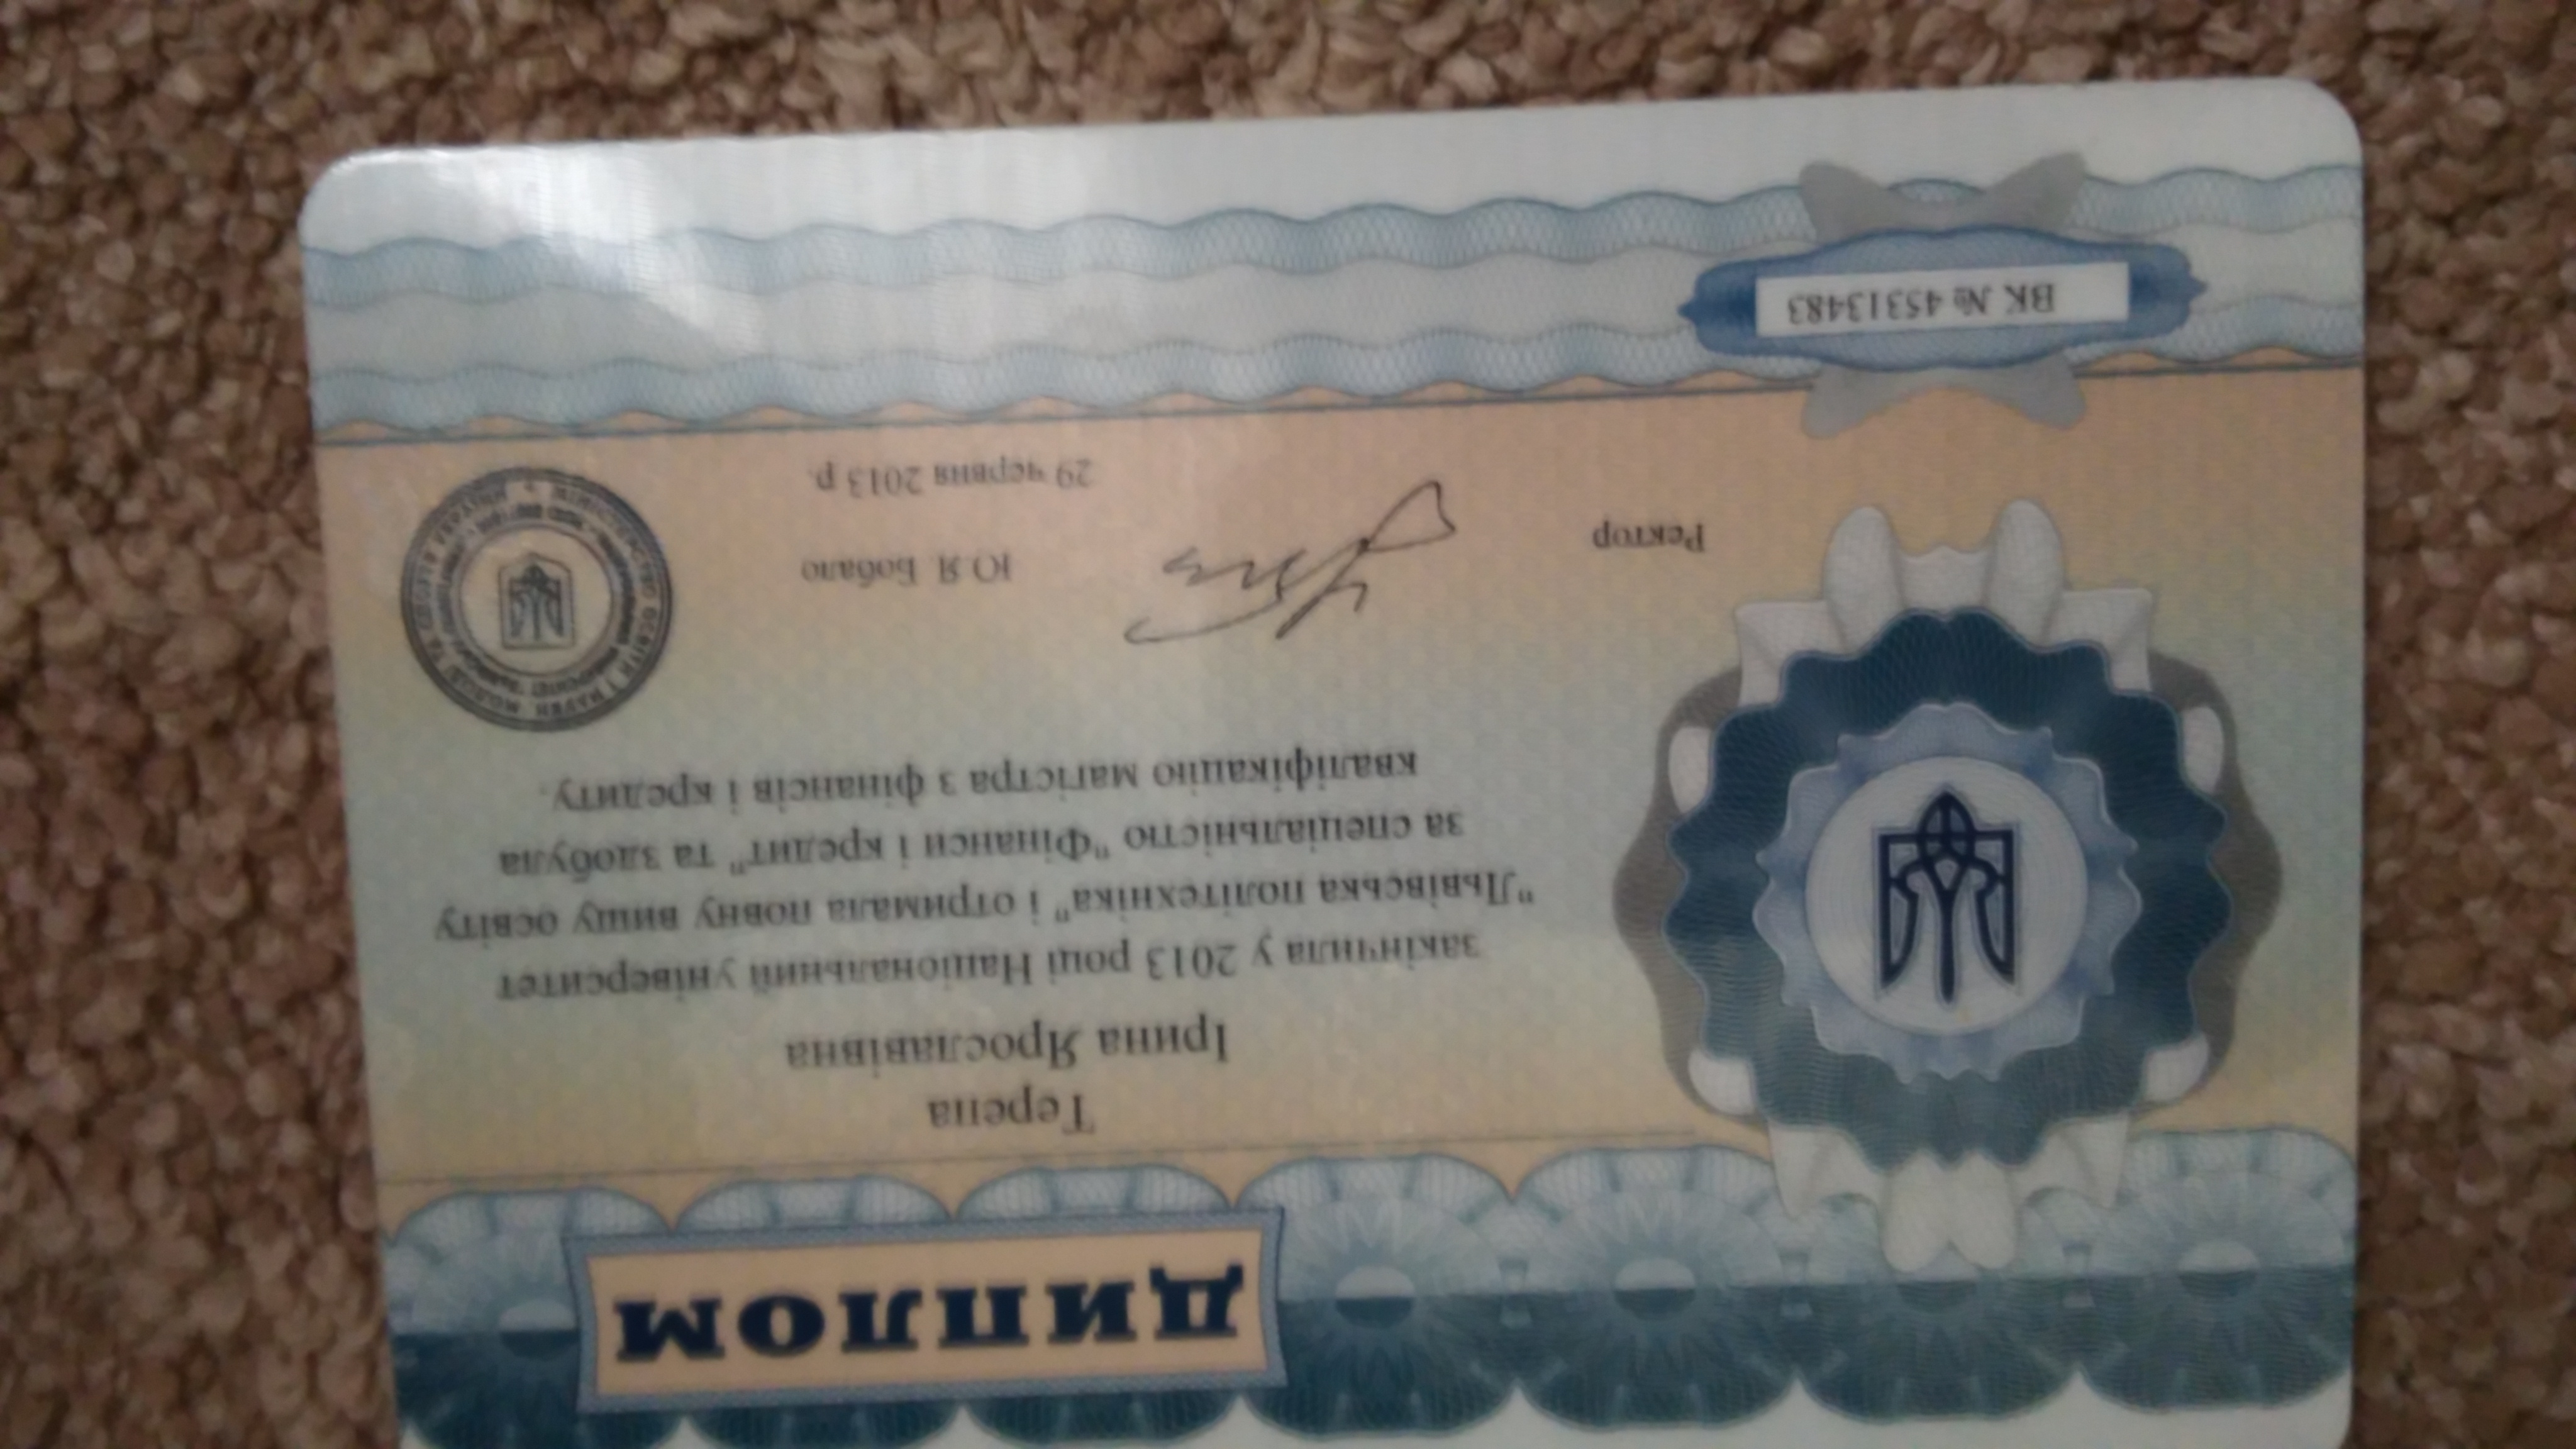 ДИПЛОМ
Терепа
Ірина Ярославівна
закінчила у 2013 році Національний університет
"Львівська політехніка" і отримала повну вищу освіту
за спеціальністю "Фінанси і кредит" та здобула
кваліфікацію магістра з фінансів і кредиту.
Ректор
Ю.Я. Бобало
29 червня 2013 р.
ВК № 45313483